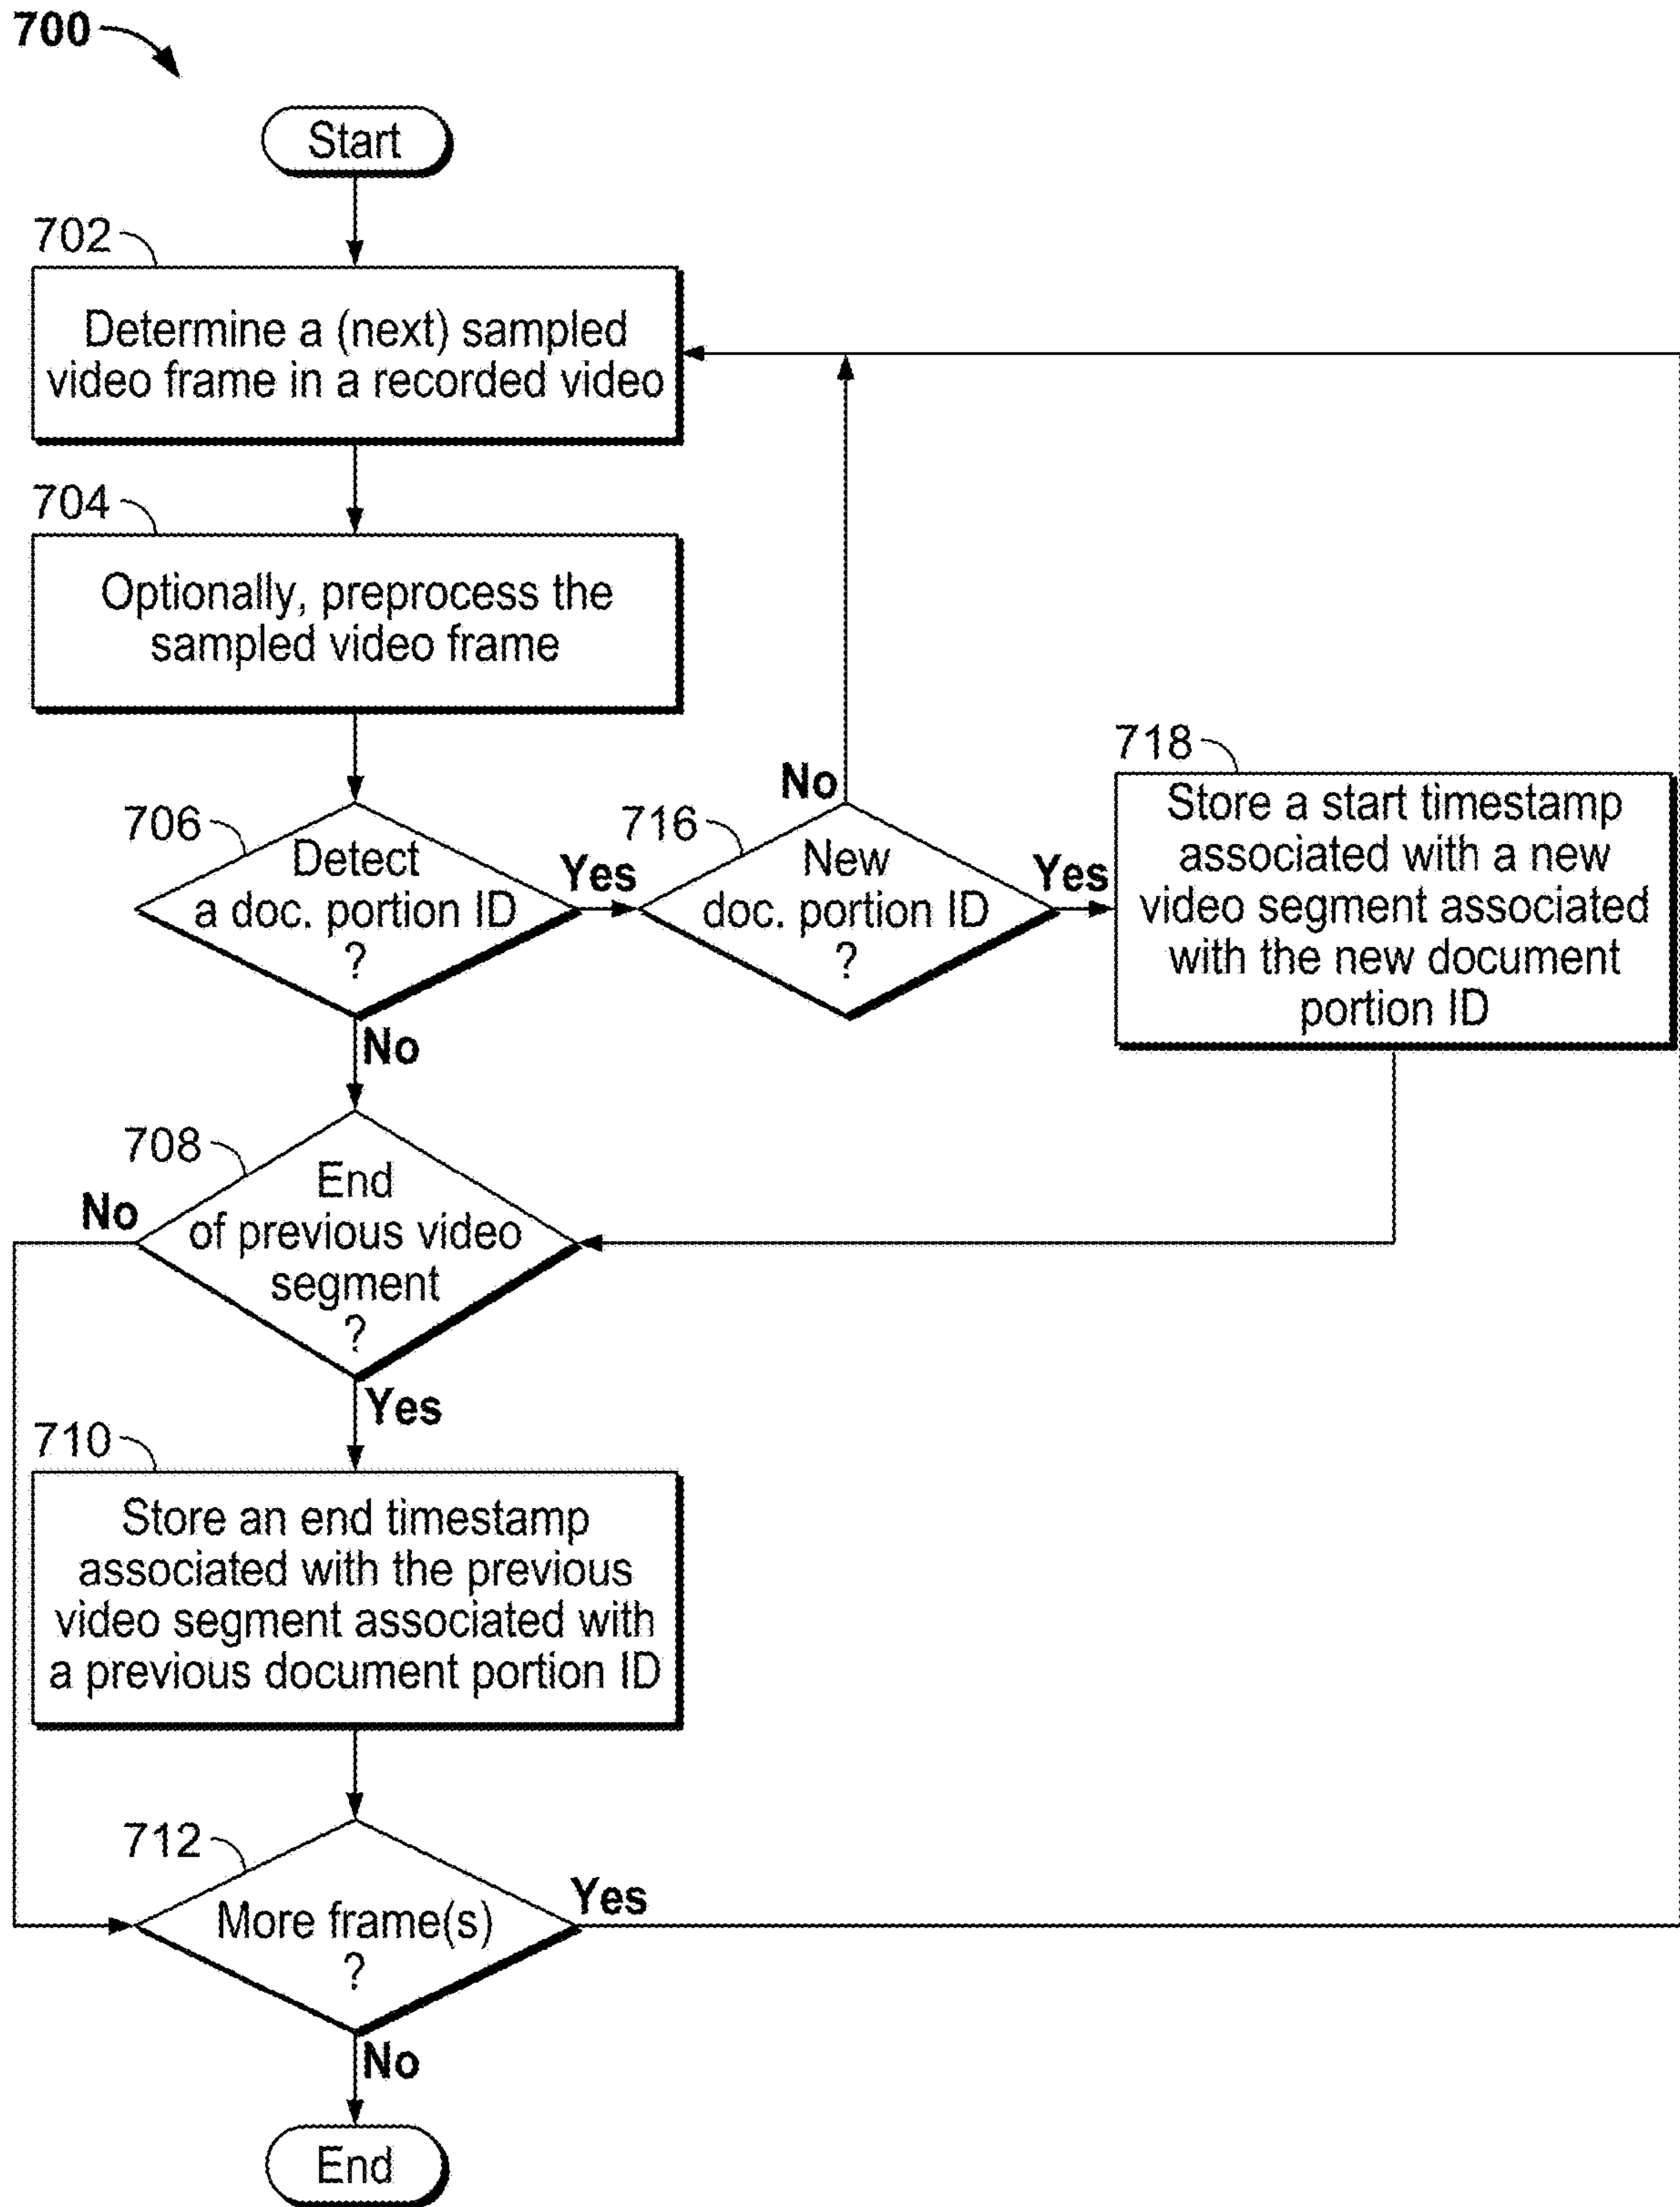 700
Start
702
Determine a (next) sampled
video frame in a recorded video
704
Optionally, preprocess the
sampled video frame
706
Detect
a doc. portion ID
?
Yes
No
716
New
doc. portion ID
?
No
Yes
718
Store a start timestamp
associated with a new
video segment associated
with the new document
portion ID
708
End
of previous video
segment
?
No
Yes
710
Store an end timestamp
associated with the previous
video segment associated with
a previous document portion ID
712
More frame(s)
?
Yes
No
End